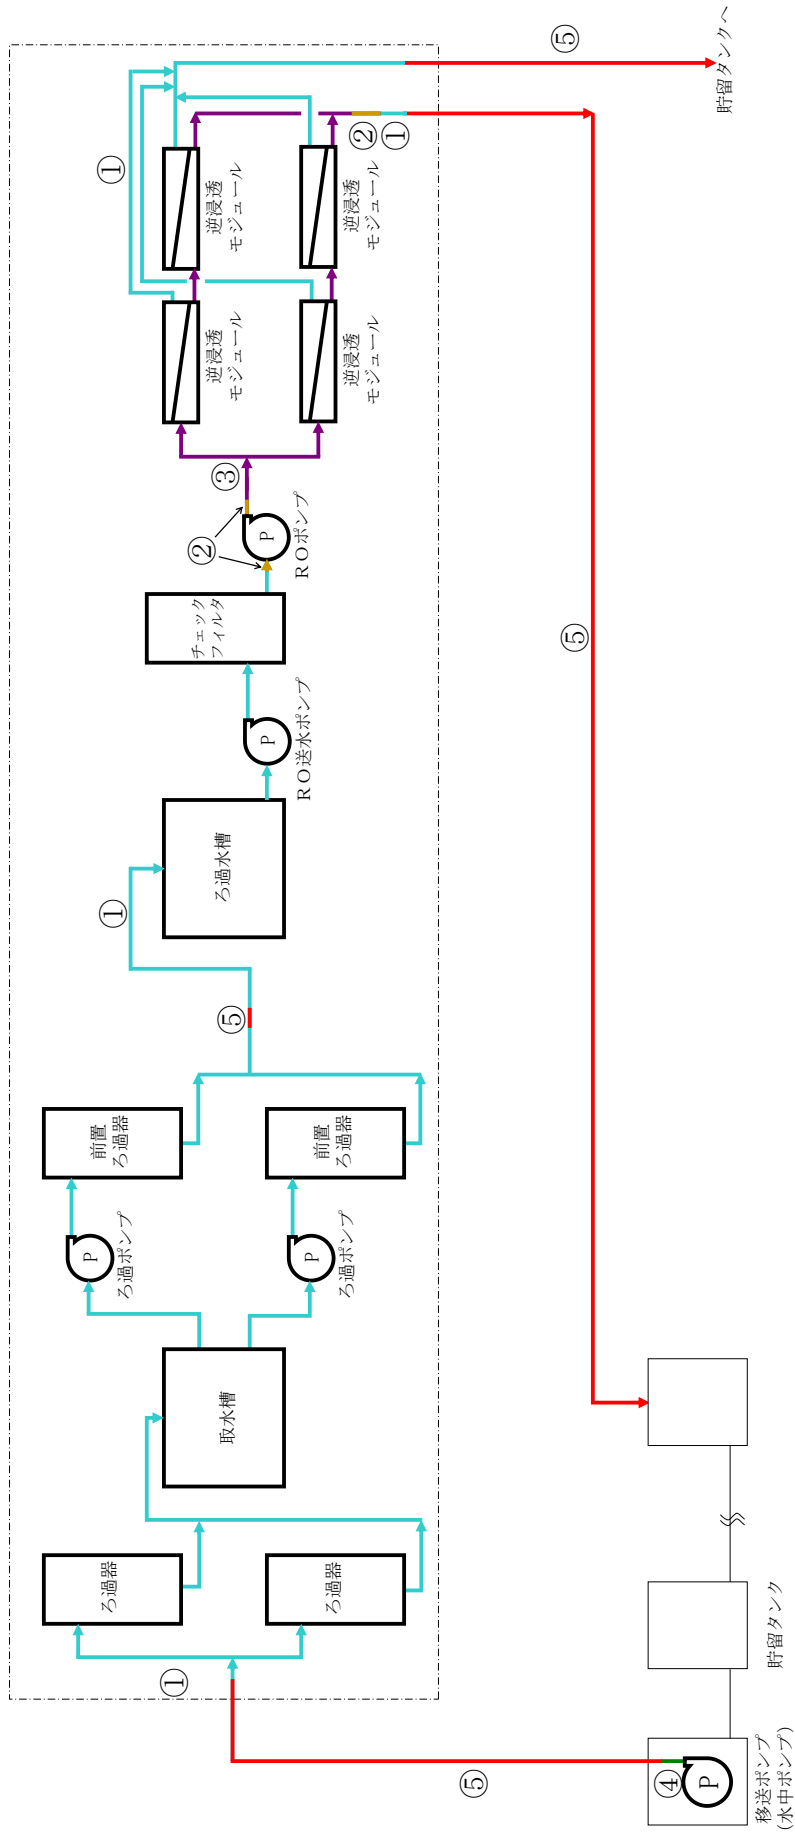 ⑤
貯留タンクへ
①
逆浸透
モジュール
逆浸透
モジュール
②
①
逆浸透
モジュール
逆浸透
モジュール
③
②
P
ROポンプ
チェック
フィルタ
P
RO送水ポンプ
⑤
ろ過水槽
①
⑤
前置
ろ過器
前置
ろ過器
P
ろ過ポンプ
P
ろ過ポンプ
取水槽
ろ過器
ろ過器
①
貯留タンク
⑤
④
P
移送ポンプ
(水中ポンプ)